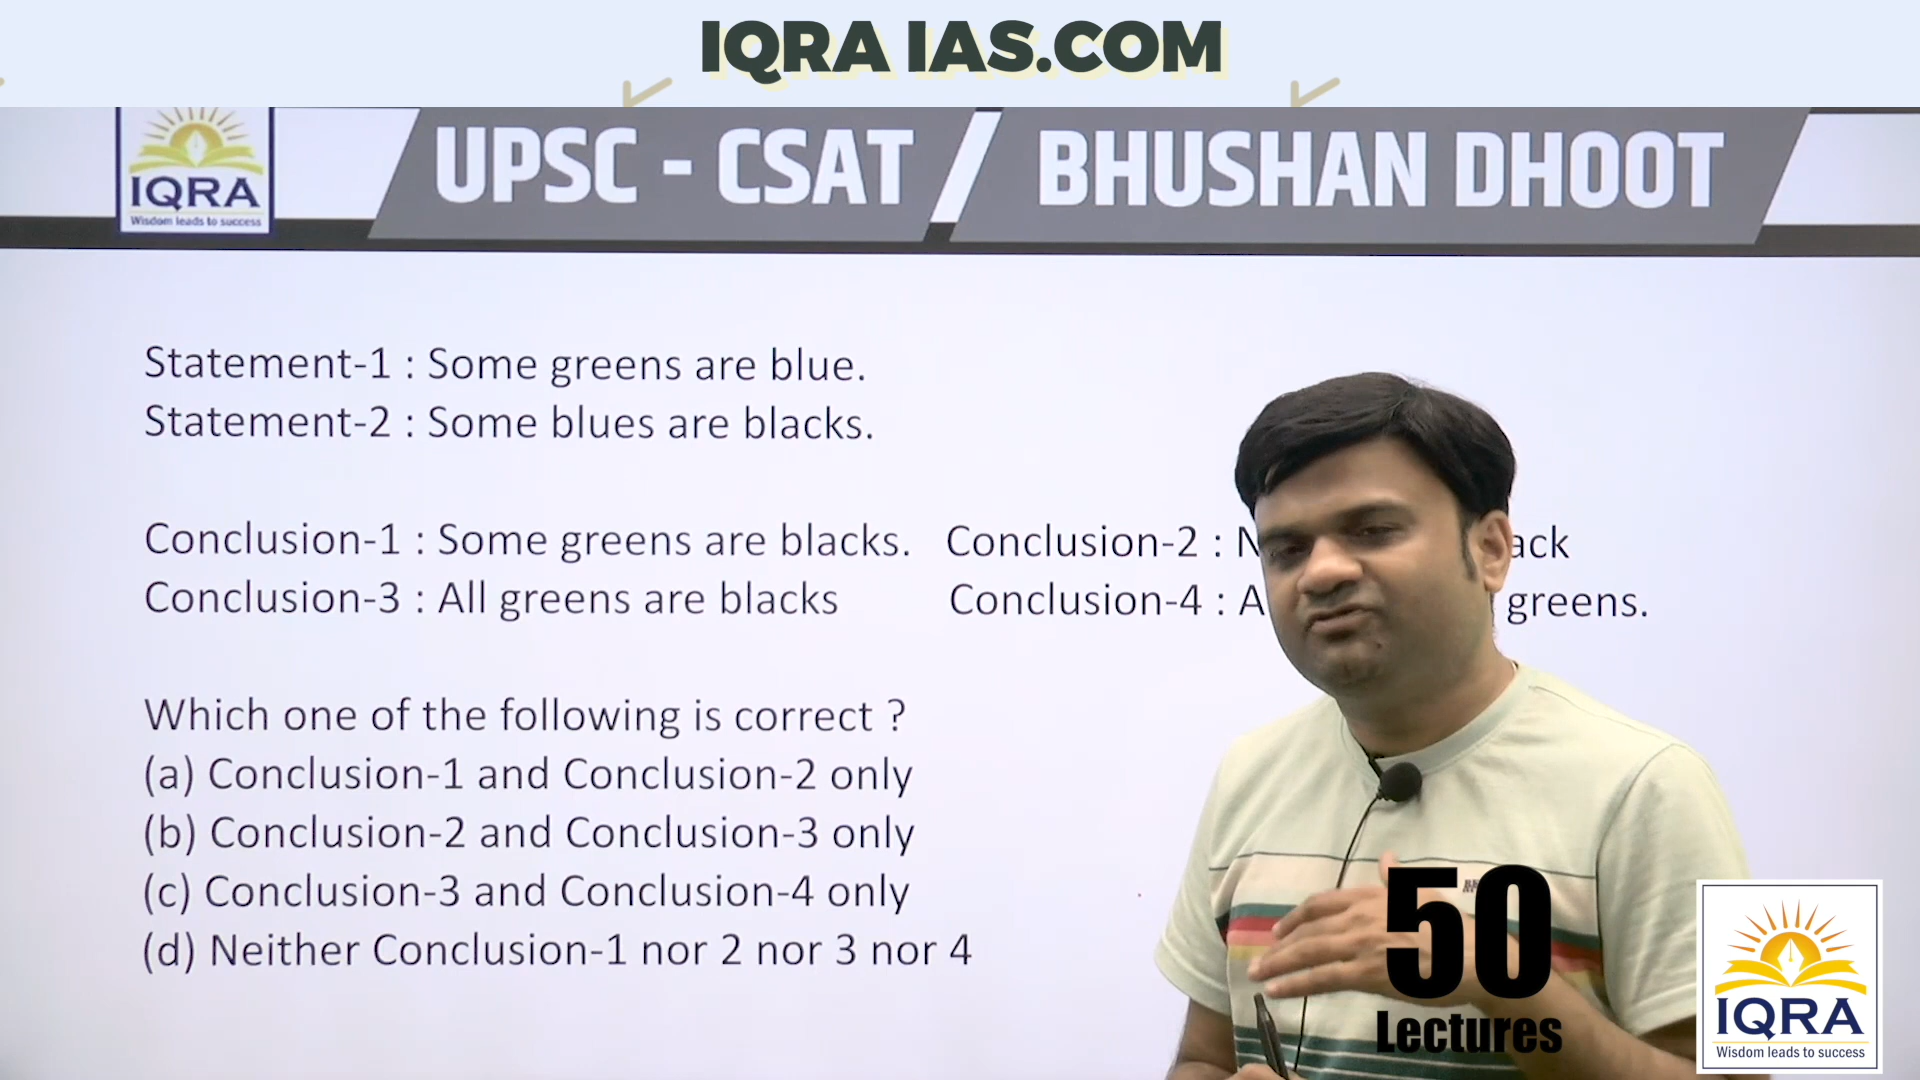 IQRA IAS.COM
IQRA
Wisdom leads to success
UPSC - CSAT / BHUSHAN DHOOT
Statement-1 : Some greens are blue.
Statement-2 : Some blues are blacks.
Conclusion-1 : Some greens are blacks. Conclusion-2 :
Conclusion-3 : All greens are blacks Conclusion-4 : greens.
Which one of the following is correct ?
(a) Conclusion-1 and Conclusion-2 only
(b) Conclusion-2 and Conclusion-3 only
(c) Conclusion-3 and Conclusion-4 only
(d) Neither Conclusion-1 nor 2 nor 3 nor 4
50
Lectures
IQRA
Wisdom leads to success